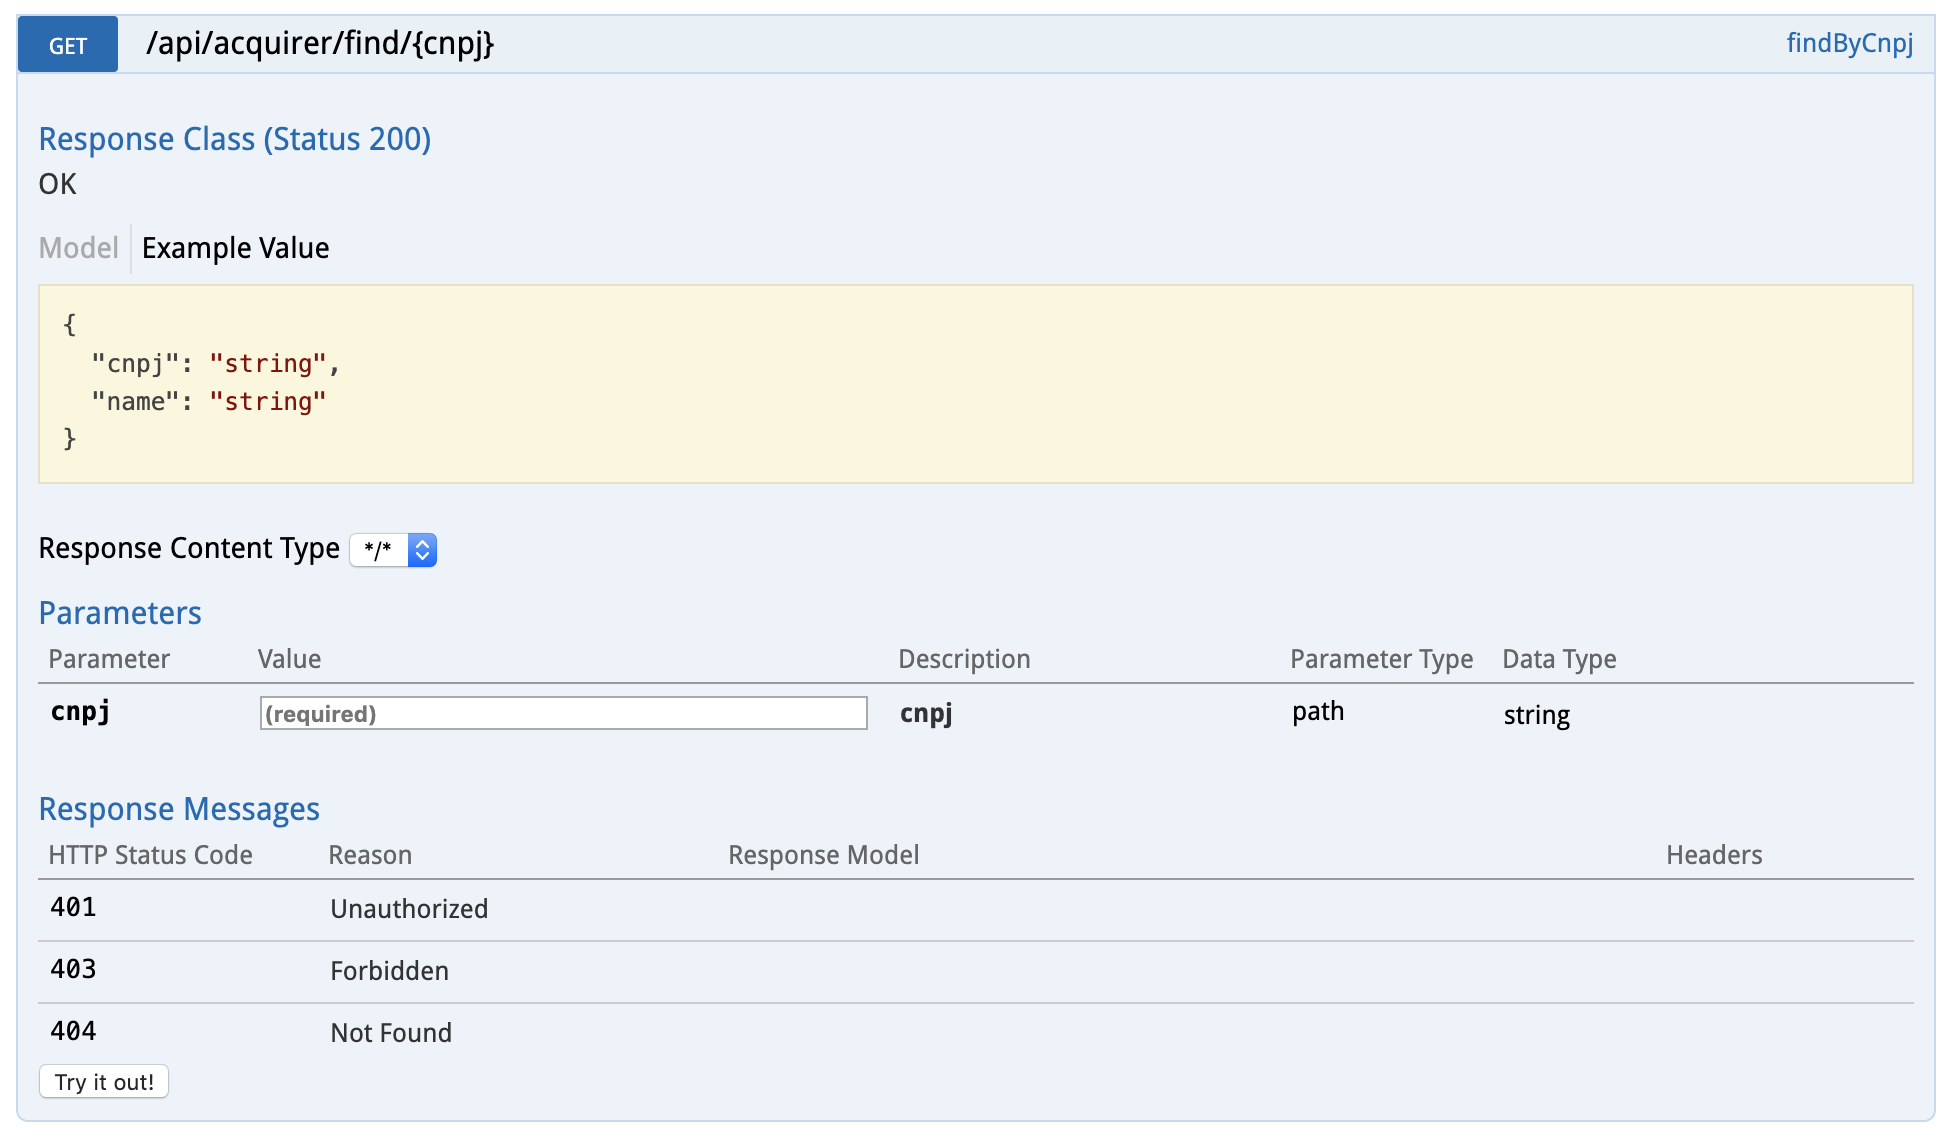 GET /api/acquirer/find/{cnpj} findByCnpj
Response Class (Status 200)
OK
Model Example Value
{
  "cnpj": "string",
  "name": "string"
}
Response Content Type */*
Parameters
Parameter Value Description Parameter Type Data Type
cnpj (required) cnpj path string
Response Messages
HTTP Status Code Reason Response Model Headers
401 Unauthorized
403 Forbidden
404 Not Found
Try it out!